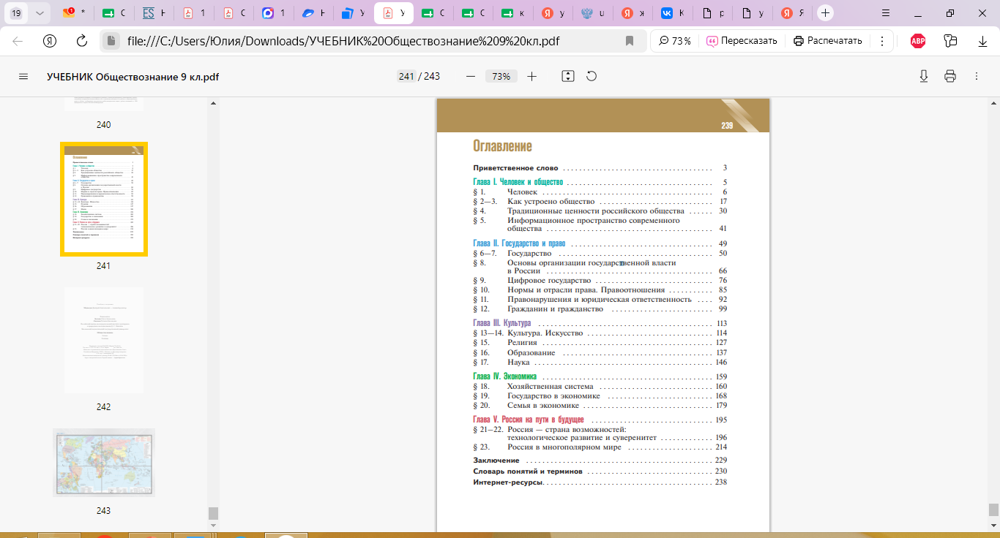 19
file:///C:/Users/Юлия/Downloads/УЧЕБНИК%20Обществознание%209%20кл.pdf
73%
Пересказать
Распечатать
ABP
УЧЕБНИК Обществознание 9 кл.pdf
241 / 243
73%
240
241
242
243
239
Оглавление
Приветственное слово 3
Глава I. Человек и общество 5
§ 1. Человек 6
§ 2—3. Как устроено общество 17
§ 4. Традиционные ценности российского общества 30
§ 5. Информационное пространство современного
общества 41
Глава II. Государство и право 49
§ 6—7. Государство 50
§ 8. Основы организации государственной власти
в России 66
§ 9. Цифровое государство 76
§ 10. Нормы и отрасли права. Правоотношения 85
§ 11. Правонарушения и юридическая ответственность 92
§ 12. Гражданин и гражданство 99
Глава III. Культура 113
§ 13—14. Культура. Искусство 114
§ 15. Религия 127
§ 16. Образование 137
§ 17. Наука 146
Глава IV. Экономика 159
§ 18. Хозяйственная система 160
§ 19. Государство в экономике 168
§ 20. Семья в экономике 179
Глава V. Россия на пути в будущее 195
§ 21—22. Россия — страна возможностей:
технологическое развитие и суверенитет 196
§ 23. Россия в многополярном мире 214
Заключение 229
Словарь понятий и терминов 230
Интернет-ресурсы 238